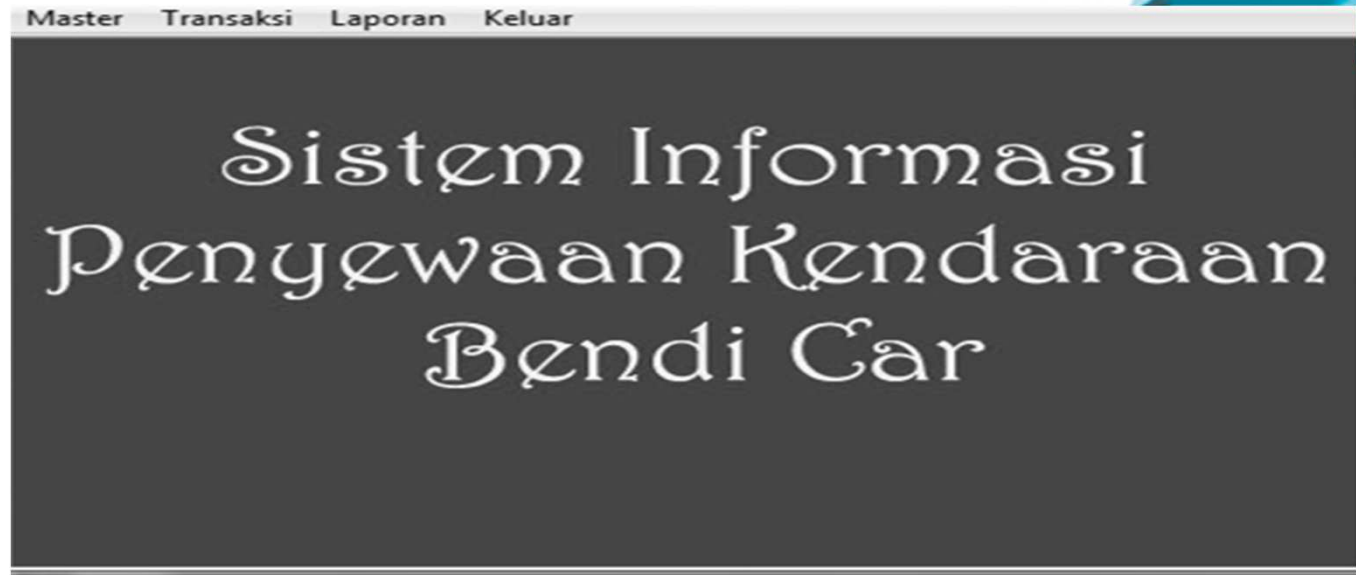 Master Transaksi Laporan Keluar
Sistem Informasi
Penyewaan Kendaraan
Bendi Car